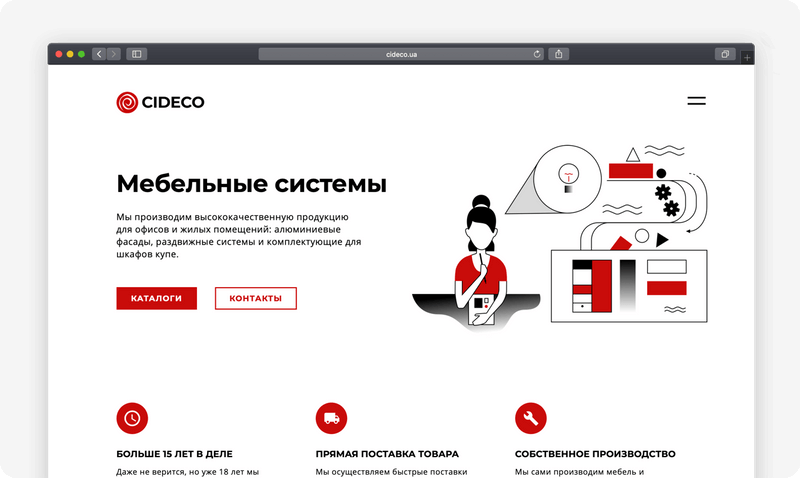 cideco.ua
CIDECO
Мебельные системы
Мы производим высококачественную продукцию
для офисов и жилых помещений: алюминиевые
фасады, раздвижные системы и комплектующие для
шкафов купе.
КАТАЛОГИ
КОНТАКТЫ
БОЛЬШЕ 15 ЛЕТ В ДЕЛЕ
ПРЯМАЯ ПОСТАВКА ТОВАРА
СОБСТВЕННОЕ ПРОИЗВОДСТВО
Даже не верится, но уже 18 лет мы
Мы осуществляем быстрые поставки
Мы сами производим мебель и